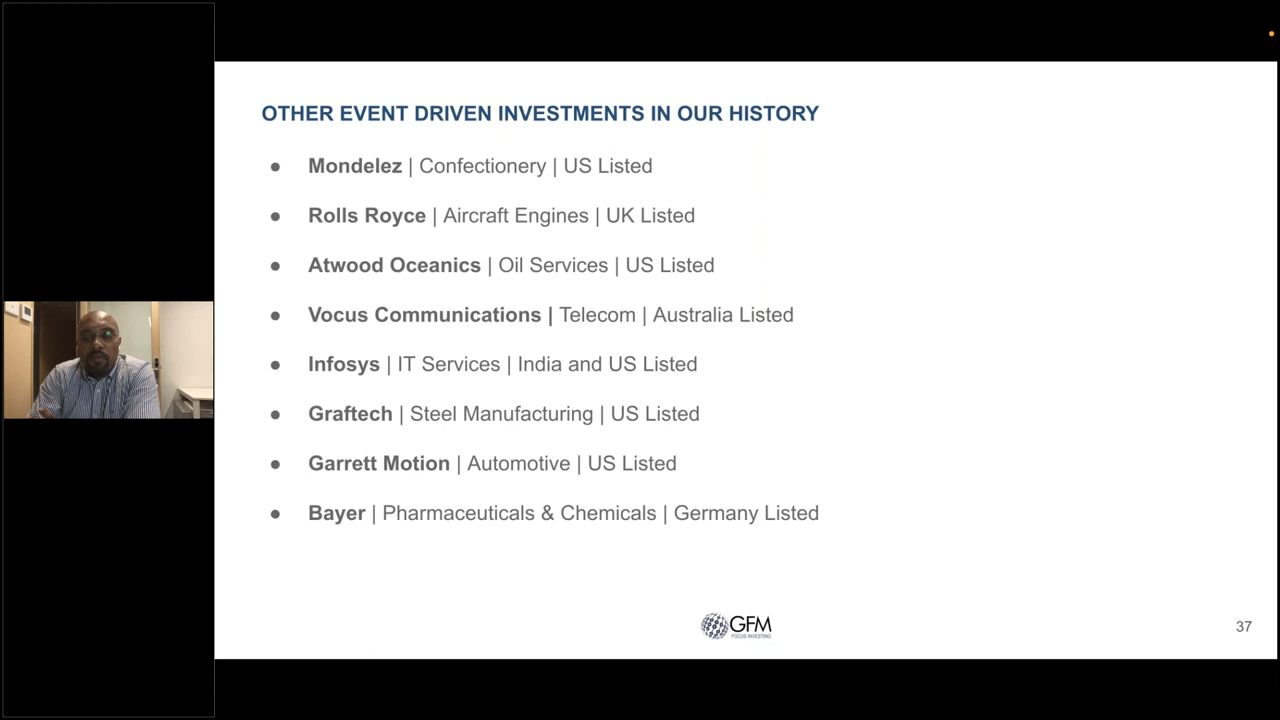 OTHER EVENT DRIVEN INVESTMENTS IN OUR HISTORY
● Mondelez | Confectionery | US Listed
● Rolls Royce | Aircraft Engines | UK Listed
● Atwood Oceanics | Oil Services | US Listed
● Vocus Communications | Telecom | Australia Listed
● Infosys | IT Services | India and US Listed
● Graftech | Steel Manufacturing | US Listed
● Garrett Motion | Automotive | US Listed
● Bayer | Pharmaceuticals & Chemicals | Germany Listed
GFM
FOCUS INVESTING
37